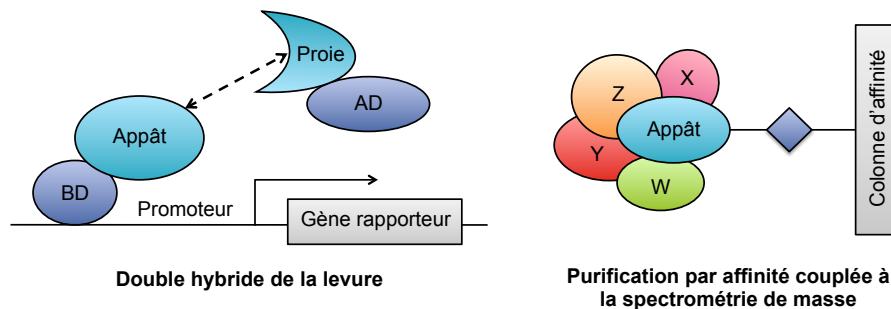 Proie
AD
Appât
BD
Promoteur
Gène rapporteur
Double hybride de la levure
X
Z
Appât
Y
W
Colonne d'affinité
Purification par affinité couplée à
la spectrométrie de masse